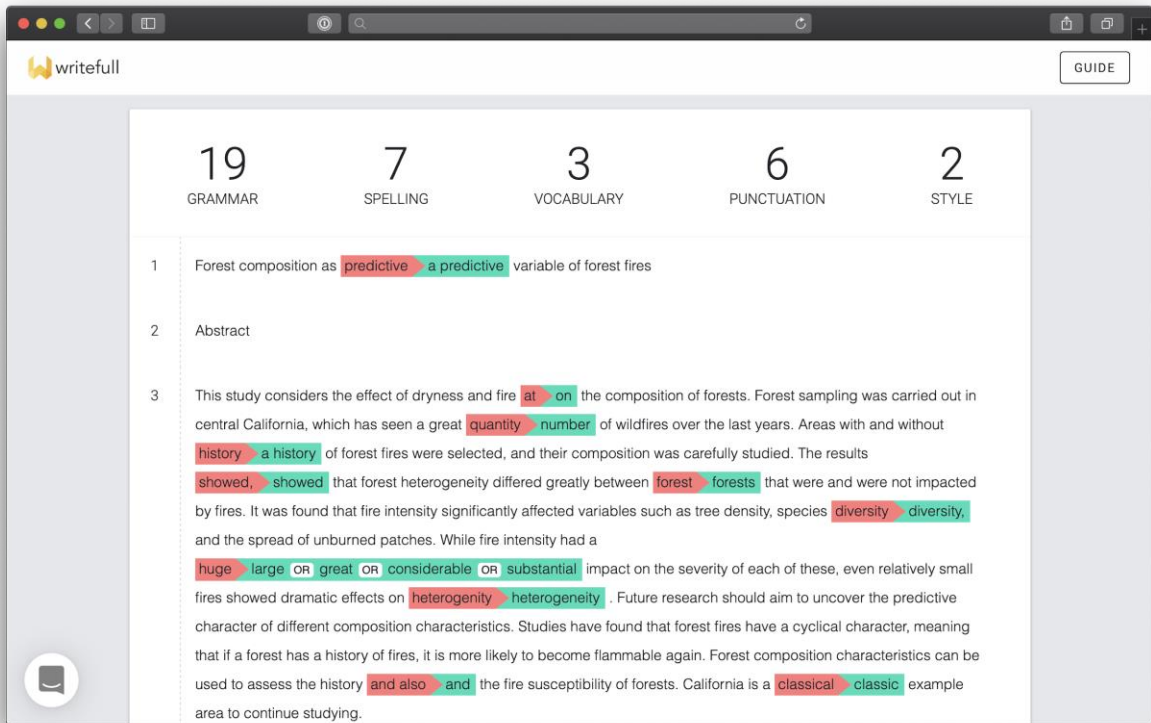 writefull
GUIDE
19 7 3 6 2
GRAMMAR SPELLING VOCABULARY PUNCTUATION STYLE
1 Forest composition as predictive a predictive variable of forest fires
2 Abstract
3 This study considers the effect of dryness and fire at on the composition of forests. Forest sampling was carried out in
central California, which has seen a great quantity number of wildfires over the last years. Areas with and without
history a history of forest fires were selected, and their composition was carefully studied. The results
showed, showed that forest heterogeneity differed greatly between forest forests that were and were not impacted
by fires. It was found that fire intensity significantly affected variables such as tree density, species diversity diversity,
and the spread of unburned patches. While fire intensity had a
huge large OR great OR considerable OR substantial impact on the severity of each of these, even relatively small
fires showed dramatic effects on heterogenity heterogeneity . Future research should aim to uncover the predictive
character of different composition characteristics. Studies have found that forest fires have a cyclical character, meaning
that if a forest has a history of fires, it is more likely to become flammable again. Forest composition characteristics can be
used to assess the history and also and the fire susceptibility of forests. California is a classical classic example
area to continue studying.